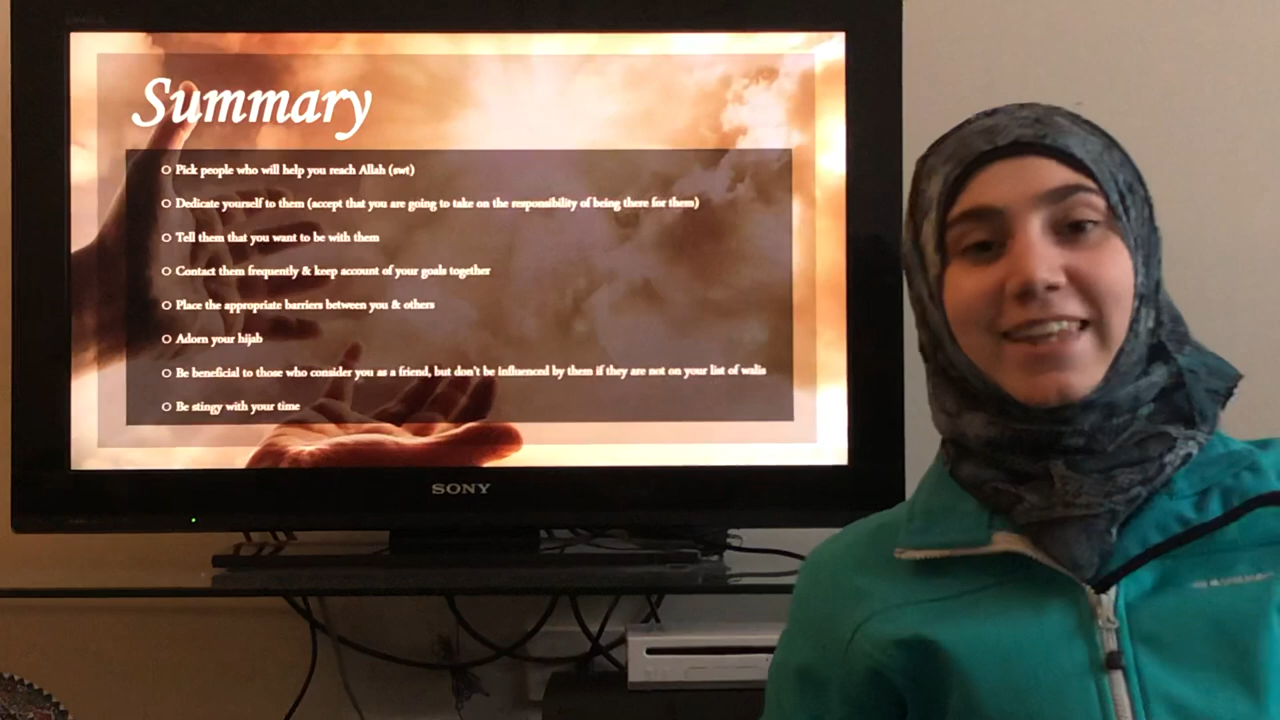 Summary
Pick people who will help you reach Allah (swt)
Dedicate yourself to them (accept that you are going to take on the responsibility of being there for them)
Tell them that you want to be with them
Contact them frequently & keep account of your goals together
Place the appropriate barriers between you & others
Adorn your hijab
Be beneficial to those who consider you as a friend, but don't be influenced by them if they are not on your list of walis
Be stingy with your time
SONY